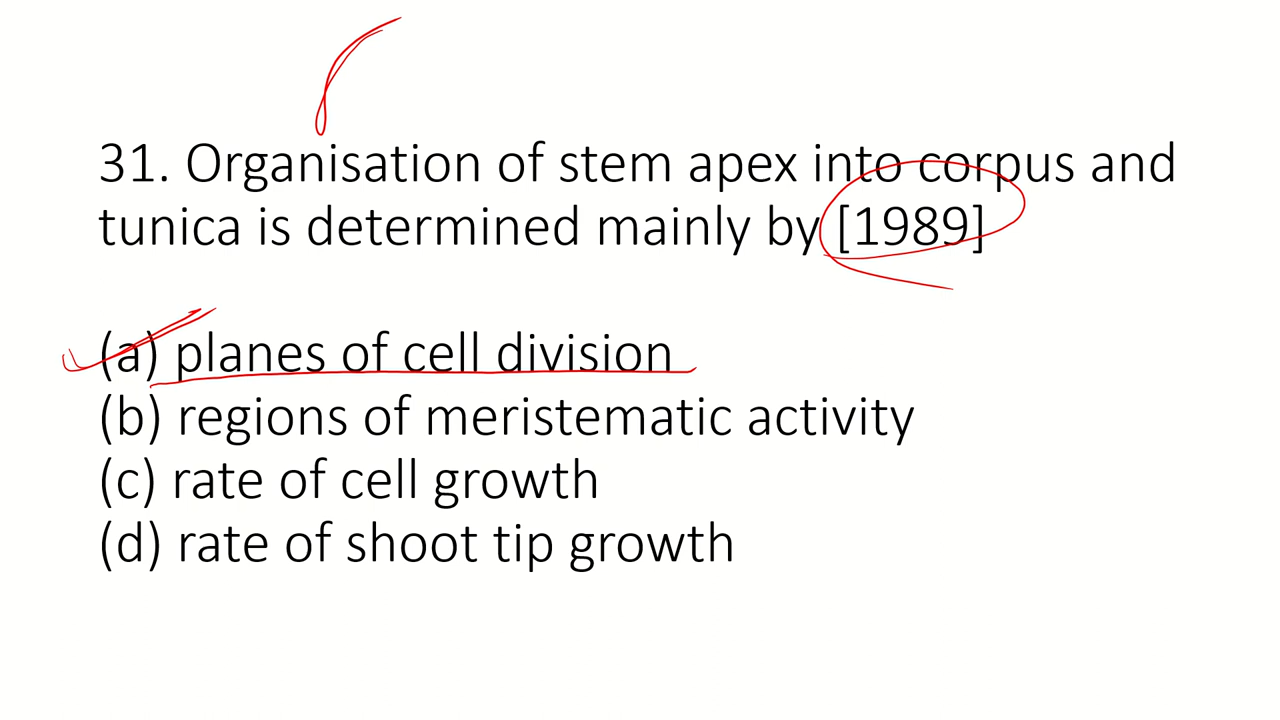 31. Organisation of stem apex into corpus and
tunica is determined mainly by [1989]
(a) planes of cell division
(b) regions of meristematic activity
(c) rate of cell growth
(d) rate of shoot tip growth